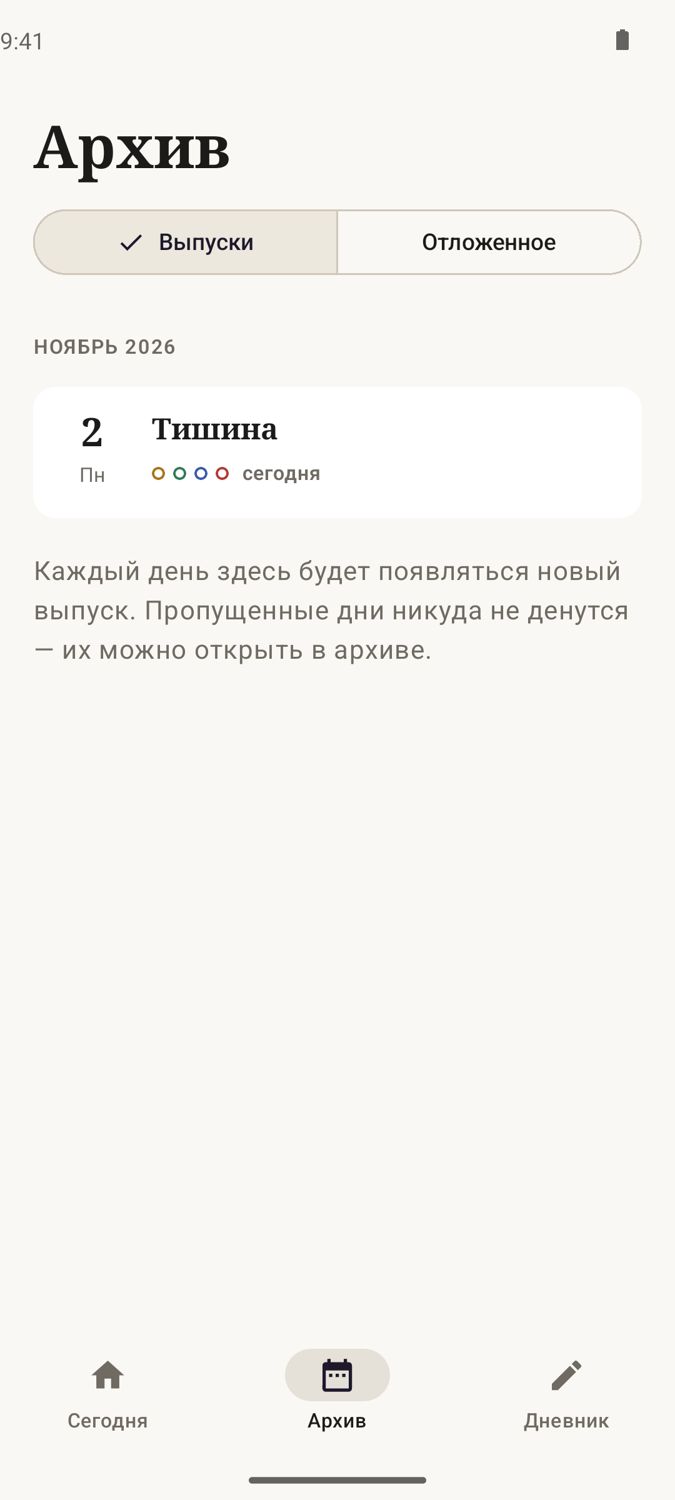 9:41
Архив
Выпуски
Отложенное
НОЯБРЬ 2026
2
Тишина
Пн
сегодня
Каждый день здесь будет появляться новый
выпуск. Пропущенные дни никуда не денутся
— их можно открыть в архиве.
Сегодня
Архив
Дневник